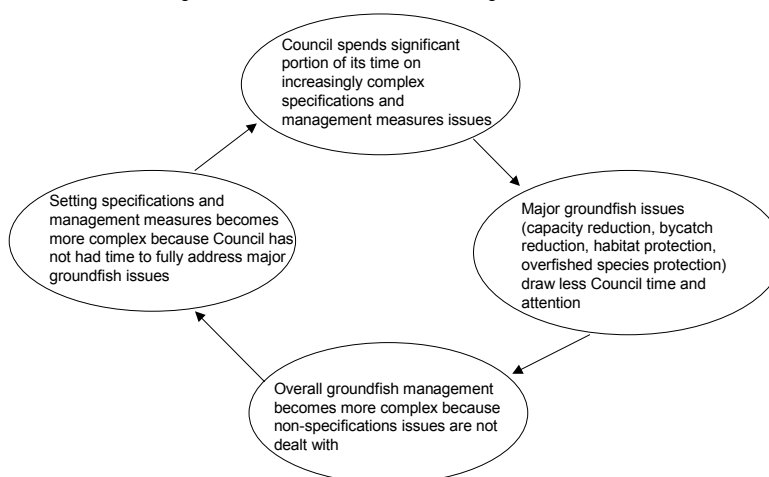 Council spends significant
portion of its time on
increasingly complex
specifications and
management measures issues
Major groundfish issues
(capacity reduction, bycatch
reduction, habitat protection,
overfished species protection)
draw less Council time and
attention
Overall groundfish management
becomes more complex because
non-specifications issues are not
dealt with
Setting specifications and
management measures becomes
more complex because Council has
not had time to fully address major
groundfish issues